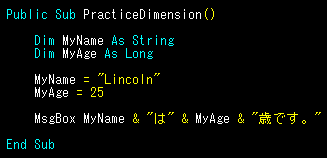 Public Sub PracticeDimension()
Dim MyName As String
Dim MyAge As Long
MyName = "Lincoln"
MyAge = 25
MsgBox MyName & "は" & MyAge & "歳です。"
End Sub